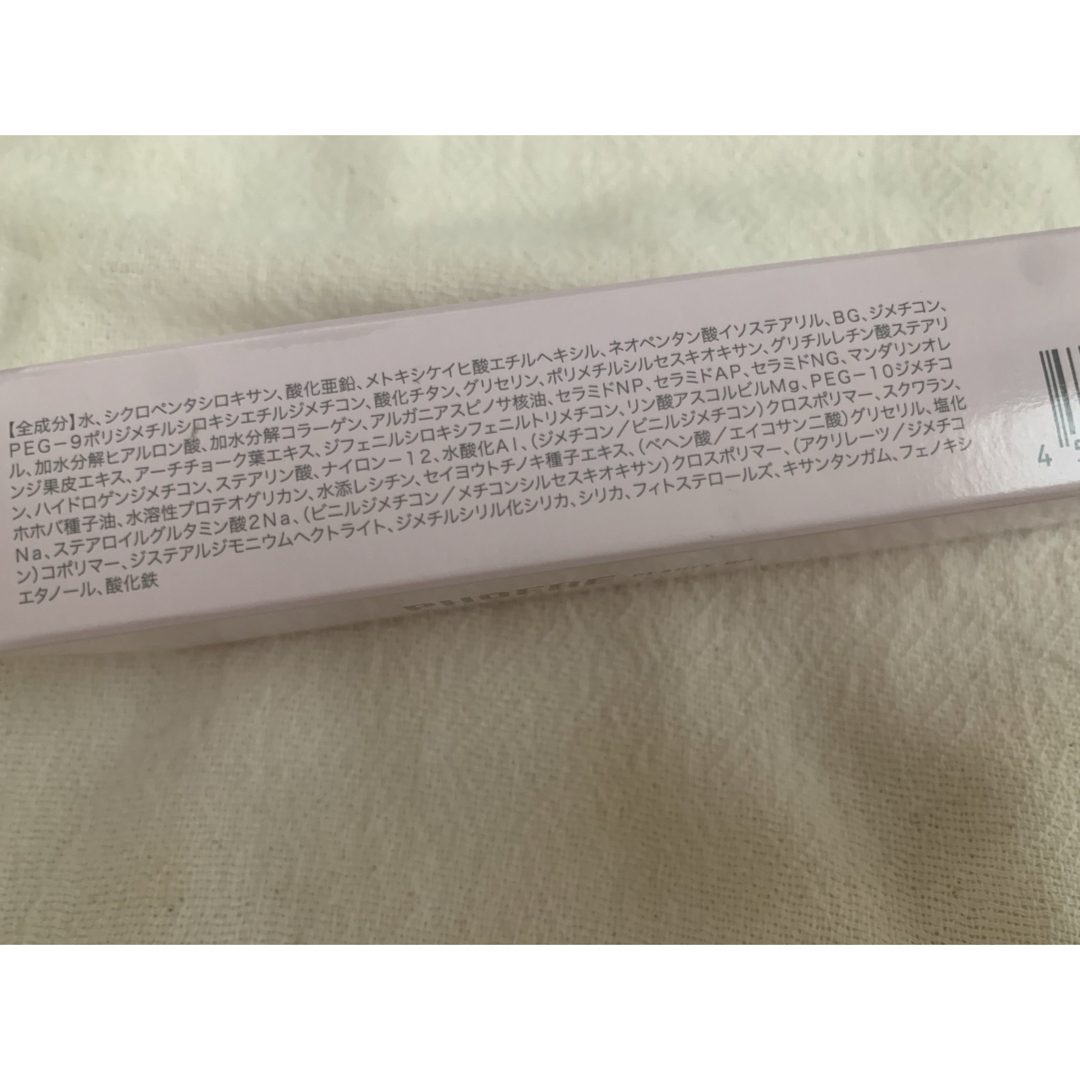 【全成分】水、シクロペンタシロキサン、酸化亜鉛、メトキシケイヒ酸エチルヘキシル、ネオペンタン酸イソステアリル、BG、ジメチコン、
PEG－9ポリジメチルシロキシエチルジメチコン、酸化チタン、グリセリン、ポリメチルシルセスキオキサン、グリチルレチン酸ステアリ
ル、加水分解ヒアルロン酸、加水分解コラーゲン、アルガニアスピノサ核油、セラミドNP、セラミドAP、セラミドNG、マンダリンオレ
ンジ果皮エキス、アーチチョーク葉エキス、ジフェニルシロキシフェニルトリメチコン、リン酸アスコルビルMg、PEG－10ジメチコ
ン、ハイドロゲンジメチコン、ステアリン酸、ナイロン－12、水酸化Al、（ジメチコン／ビニルジメチコン）クロスポリマー、スクワラン、
ホホバ種子油、水溶性プロテオグリカン、水添レシチン、セイヨウトチノキ種子エキス、（ベヘン酸／エイコサン二酸）グリセリル、塩化
Na、ステアロイルグルタミン酸2Na、（ビニルジメチコン／メチコンシルセスキオキサン）クロスポリマー、（アクリレーツ／ジメチコ
ン）コポリマー、ジステアルジモニウムヘクトライト、ジメチルシリル化シリカ、シリカ、フィトステロールズ、キサンタンガム、フェノキシ
エタノール、酸化鉄
4